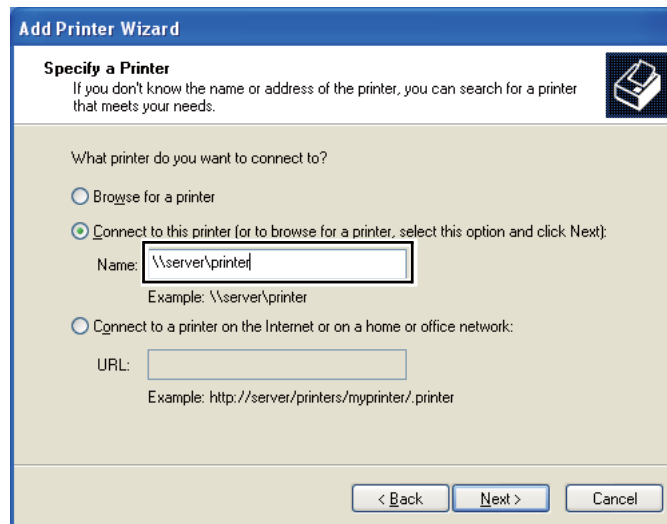 Add Printer Wizard
Specify a Printer
If you don't know the name or address of the printer, you can search for a printer
that meets your needs.
What printer do you want to connect to?
Browse for a printer
Connect to this printer (or to browse for a printer, select this option and click Next):
Name: \\server\printer
Example: \\server\printer
Connect to a printer on the Internet or on a home or office network:
URL:
Example: http://server/printers/myprinter/.printer
< Back Next > Cancel